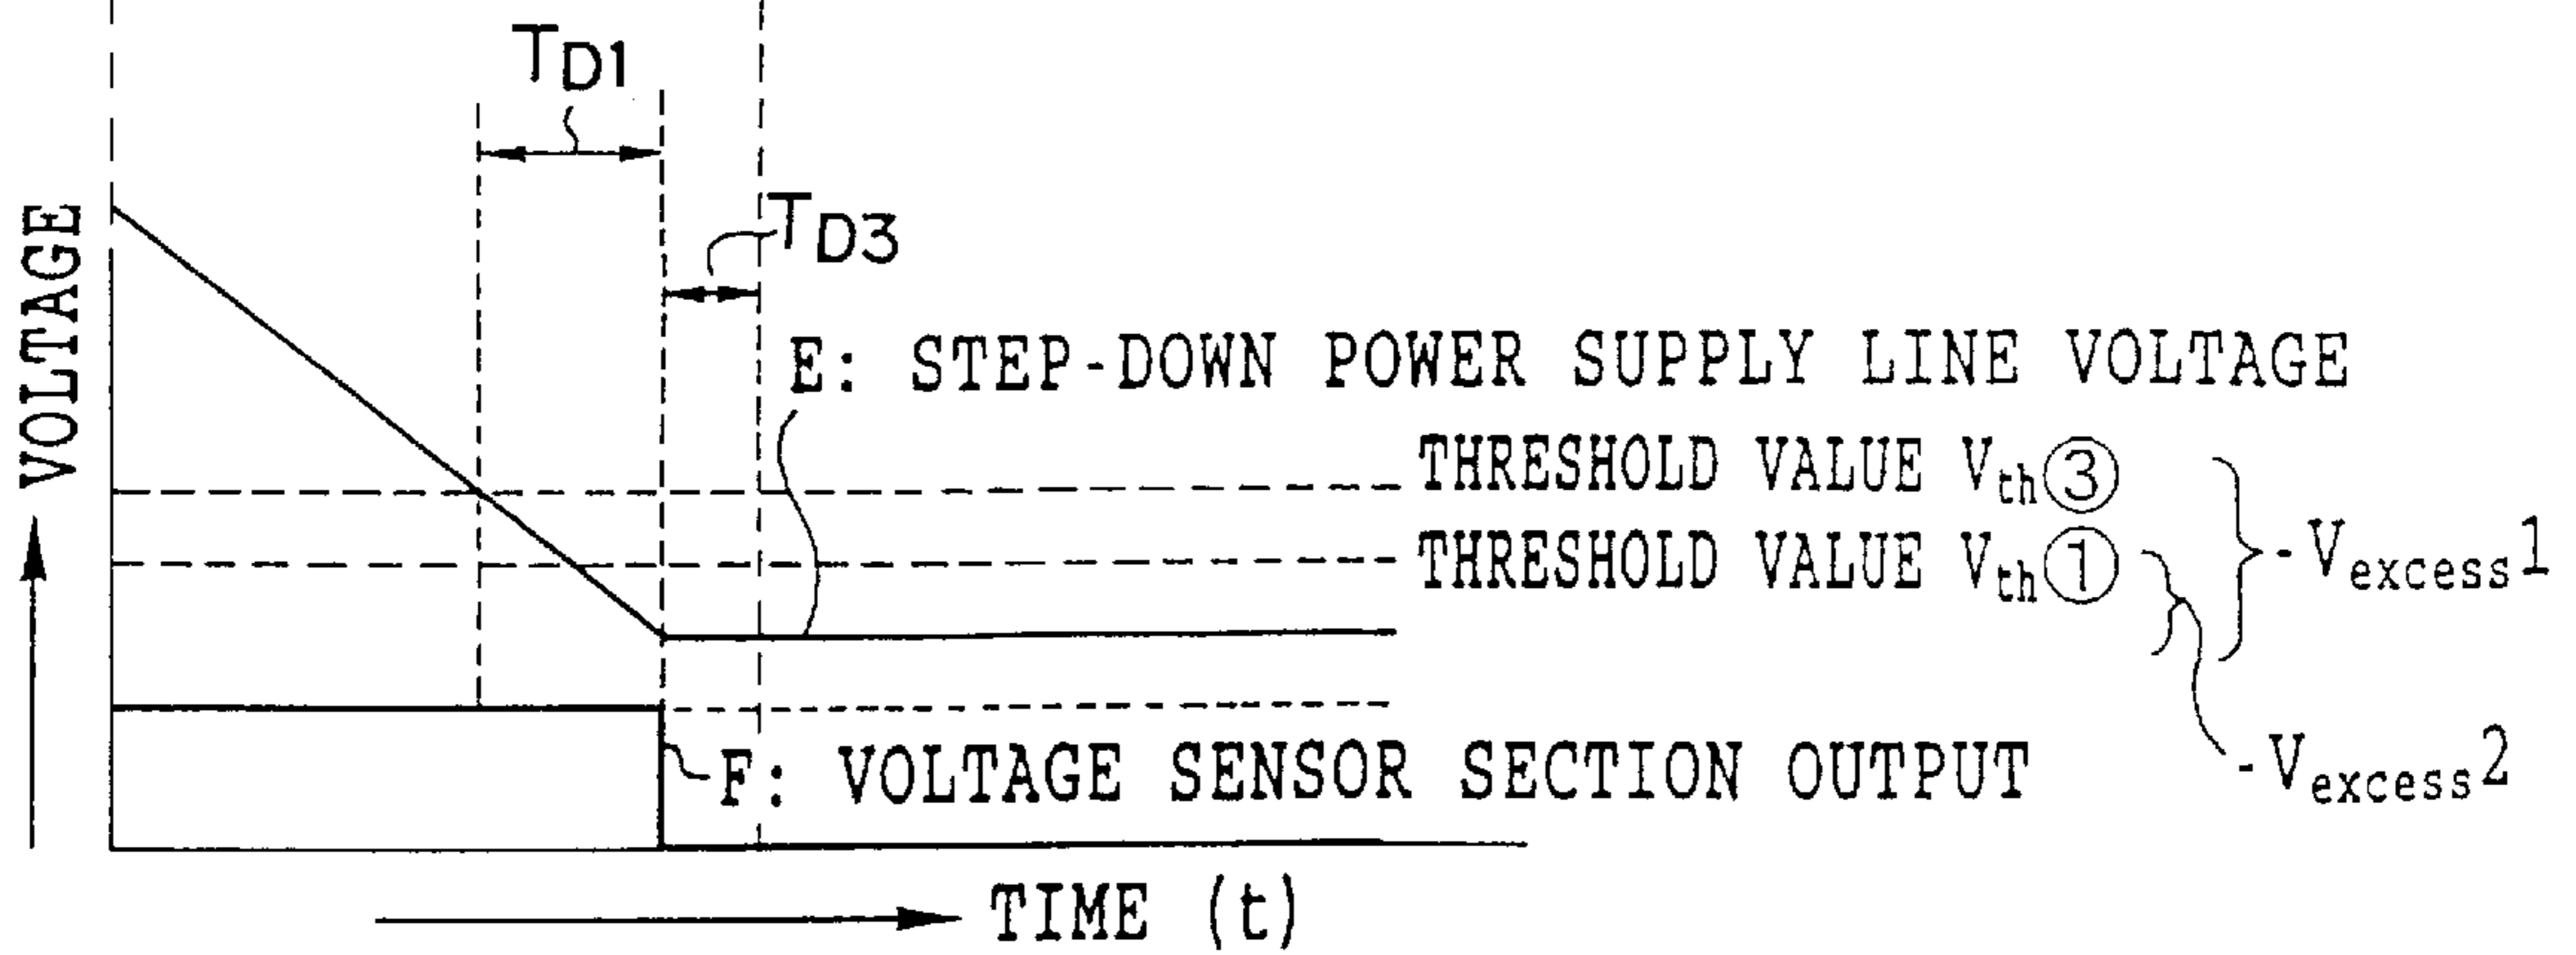 TD1
TD3
VOLTAGE
E: STEP-DOWN POWER SUPPLY LINE VOLTAGE
THRESHOLD VALUE Vth③
THRESHOLD VALUE Vth①
-Vexcess1
F: VOLTAGE SENSOR SECTION OUTPUT
-Vexcess2
TIME (t)